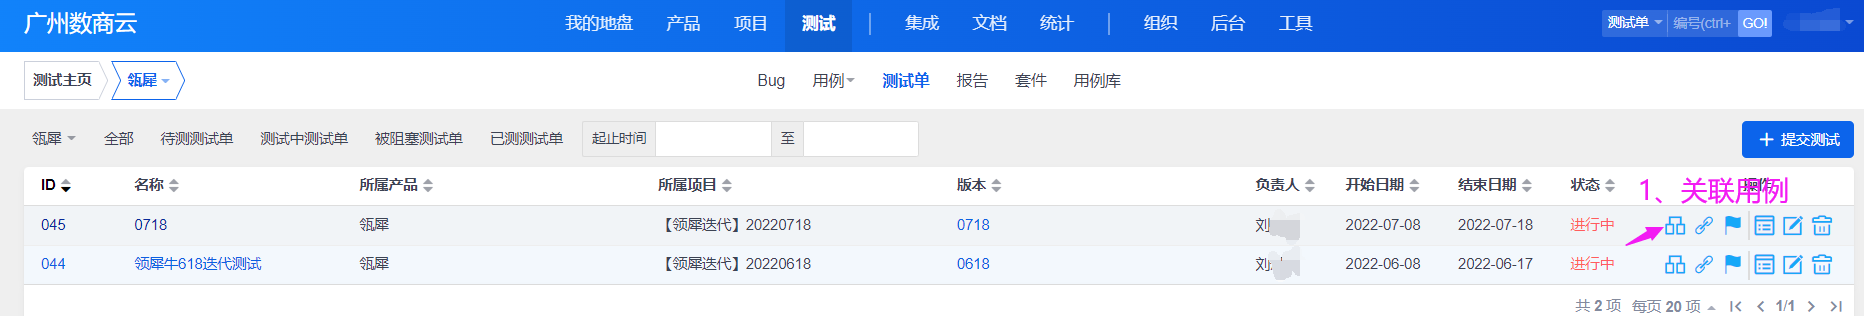 广州数商云 我的地盘 产品 项目 测试 集成 文档 统计 组织 后台 工具 测试单 编号(ctrl+ GO!
测试主页 瓴犀 Bug 用例 测试单 报告 套件 用例库
瓴犀 全部 待测测试单 测试中测试单 被阻塞测试单 已测测试单 起止时间 至 + 提交测试
ID 名称 所属产品 所属项目 版本 负责人 开始日期 结束日期 状态 1、关联用例
045 0718 瓴犀 【领犀迭代】20220718 0718 刘 2022-07-08 2022-07-18 进行中
044 领犀牛618迭代测试 瓴犀 【领犀迭代】20220618 0618 刘 2022-06-08 2022-06-17 进行中
共 2 项 每页 20 项 1/1